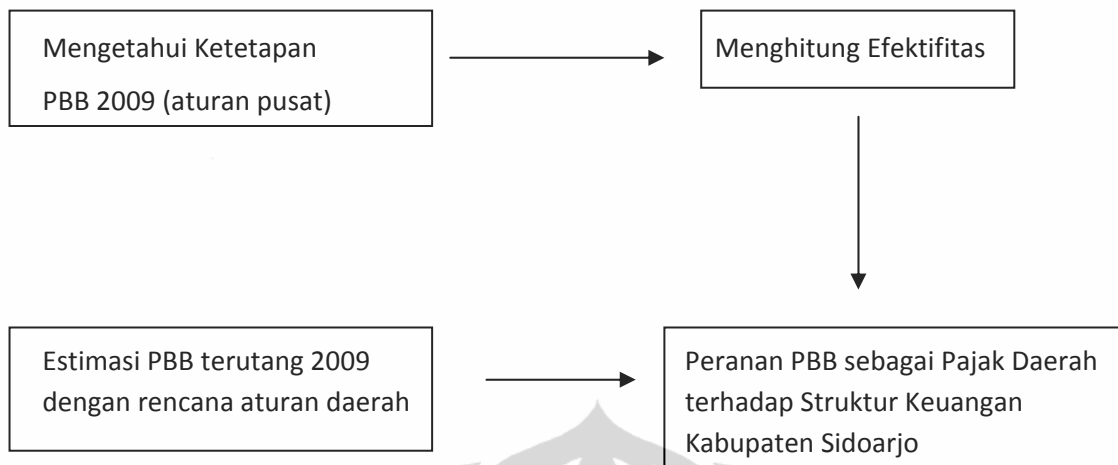 Mengetahui Ketetapan
PBB 2009 (aturan pusat)
Menghitung Efektifitas
Estimasi PBB terutang 2009
dengan rencana aturan daerah
Peranan PBB sebagai Pajak Daerah
terhadap Struktur Keuangan
Kabupaten Sidoarjo